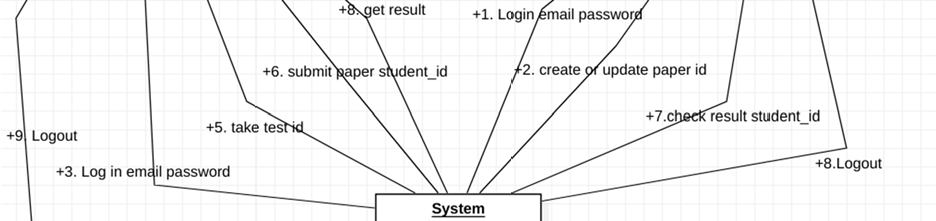 +8. get result
+1. Login email password
+6. submit paper student_id
+2. create or update paper id
+7.check result student_id
+5. take test id
+9. Logout
+8.Logout
+3. Log in email password
System